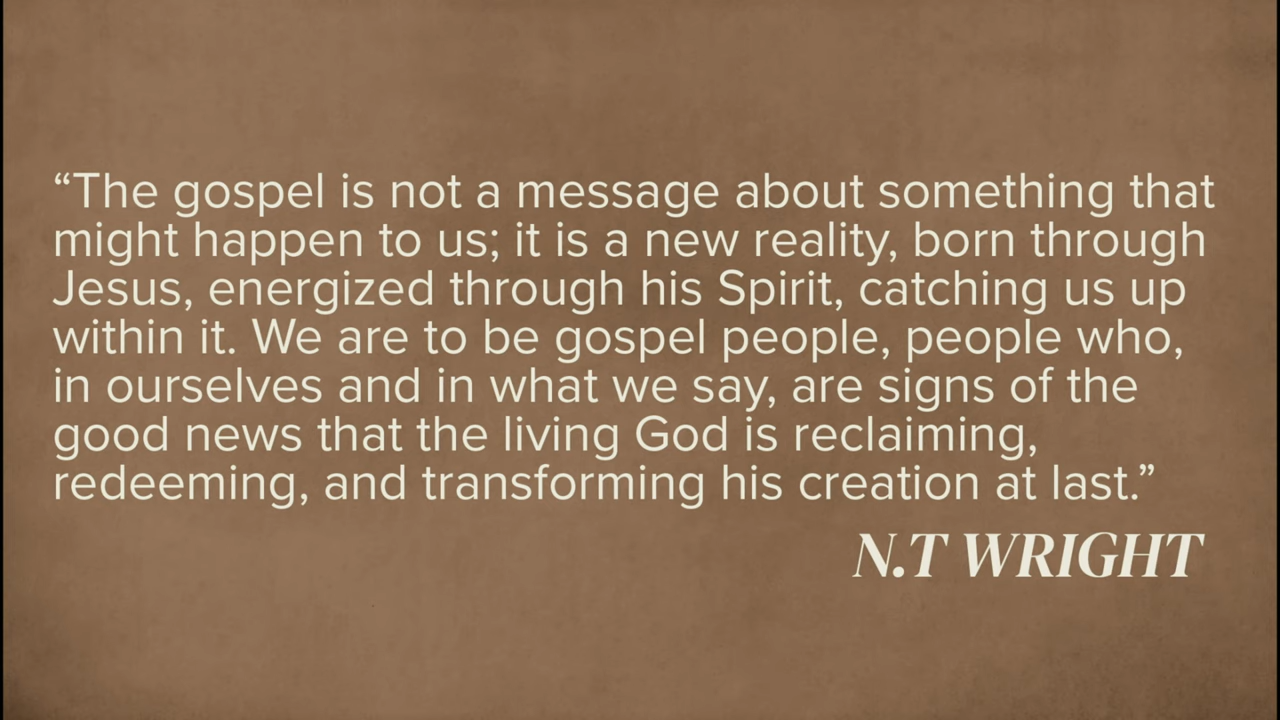 “The gospel is not a message about something that
might happen to us; it is a new reality, born through
Jesus, energized through his Spirit, catching us up
within it. We are to be gospel people, people who,
in ourselves and in what we say, are signs of the
good news that the living God is reclaiming,
redeeming, and transforming his creation at last.”
N.T WRIGHT